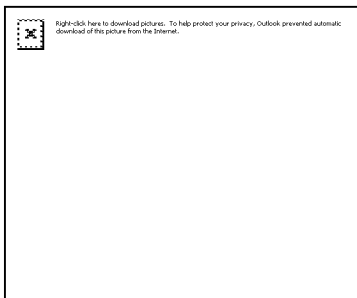 Right-click here to download pictures. To help protect your privacy, Outlook prevented automatic
download of this picture from the Internet.